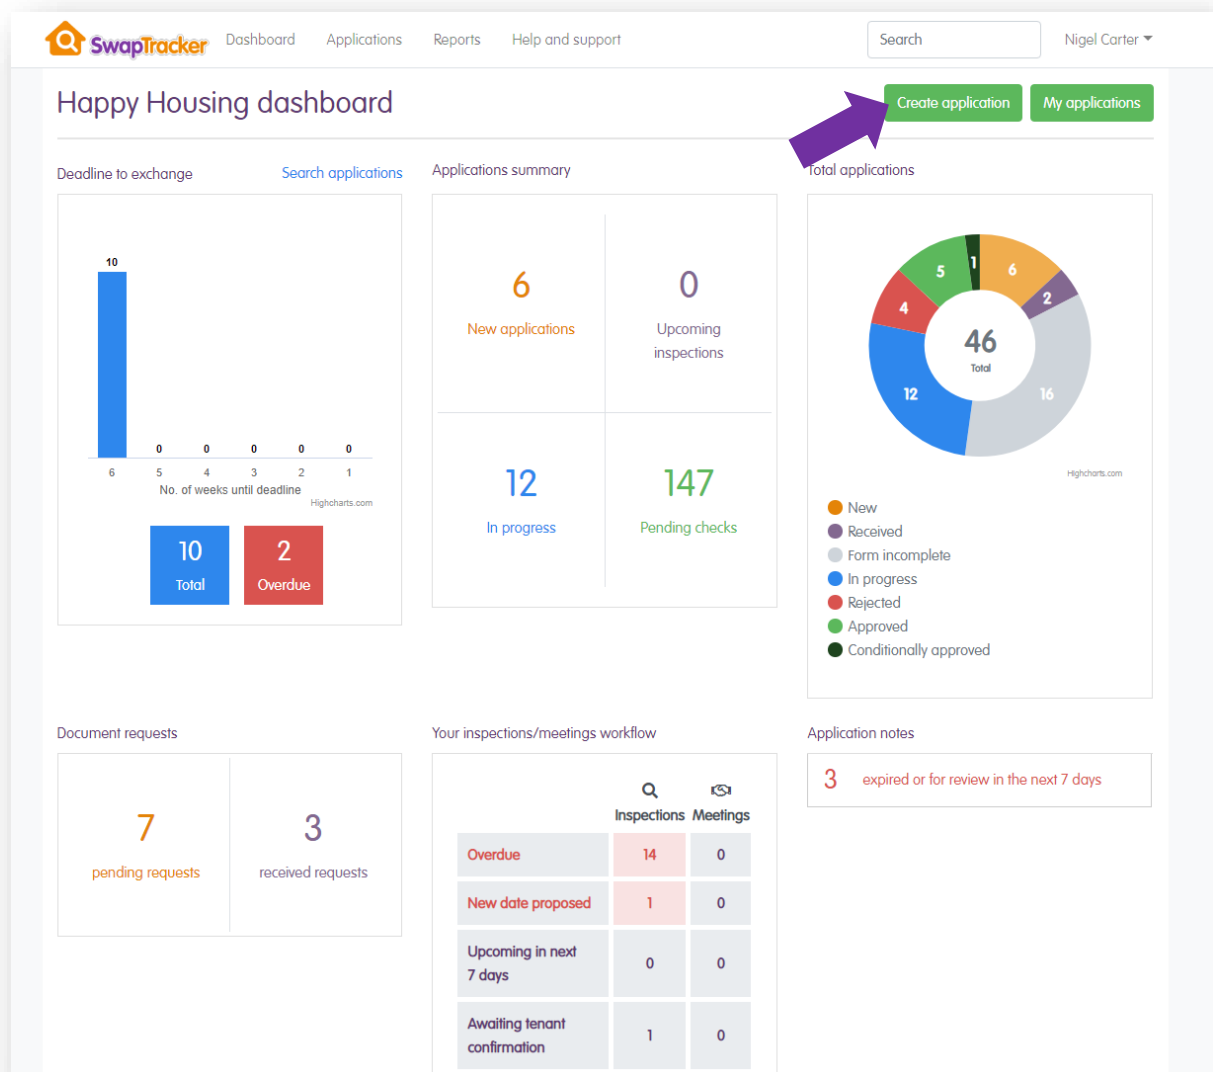 SwapTracker
Dashboard
Applications
Reports
Help and support
Search
Nigel Carter
Happy Housing dashboard
Create application
My applications
Deadline to exchange
Search applications
10
0
0
0
0
0
6
5
4
3
2
1
No. of weeks until deadline
Highcharts.com
10
Total
2
Overdue
Applications summary
6
New applications
0
Upcoming
inspections
12
In progress
147
Pending checks
Total applications
6
2
16
12
4
5
1
46
Total
Highcharts.com
New
Received
Form incomplete
In progress
Rejected
Approved
Conditionally approved
Document requests
7
pending requests
3
received requests
Your inspections/meetings workflow
Inspections Meetings
Overdue 14 0
New date proposed 1 0
Upcoming in next
7 days
0 0
Awaiting tenant
confirmation
1 0
Application notes
3 expired or for review in the next 7 days